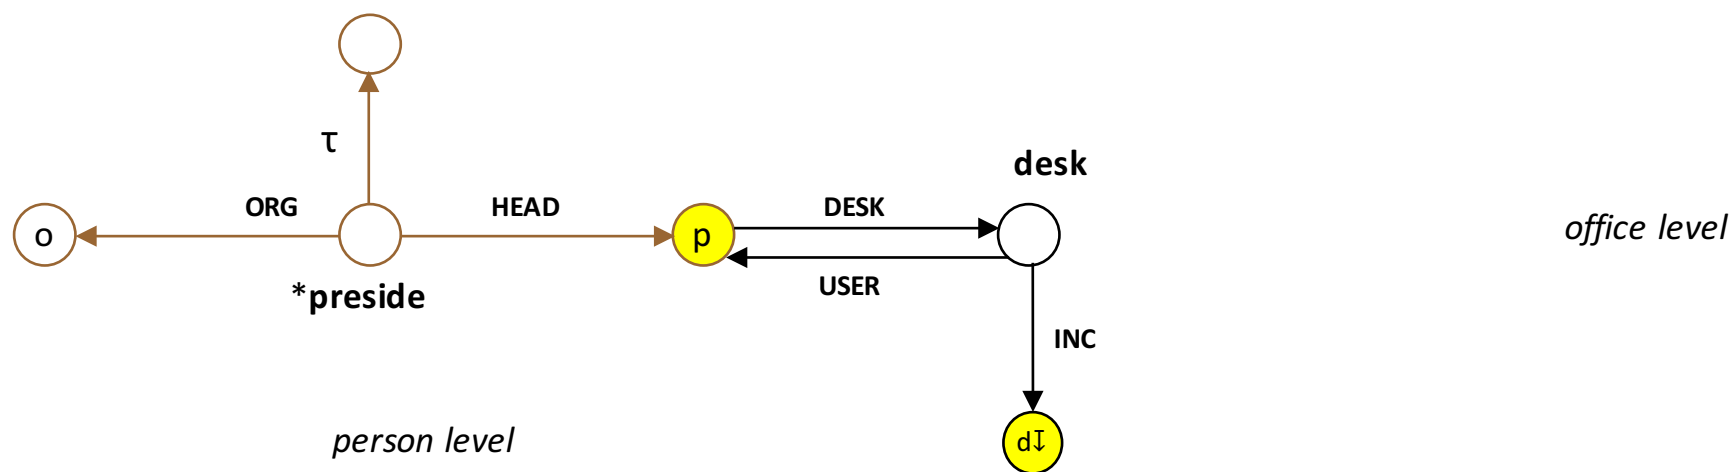 τ
desk
ORG
HEAD
DESK
o
p
office level
*preside
USER
INC
person level
d↧